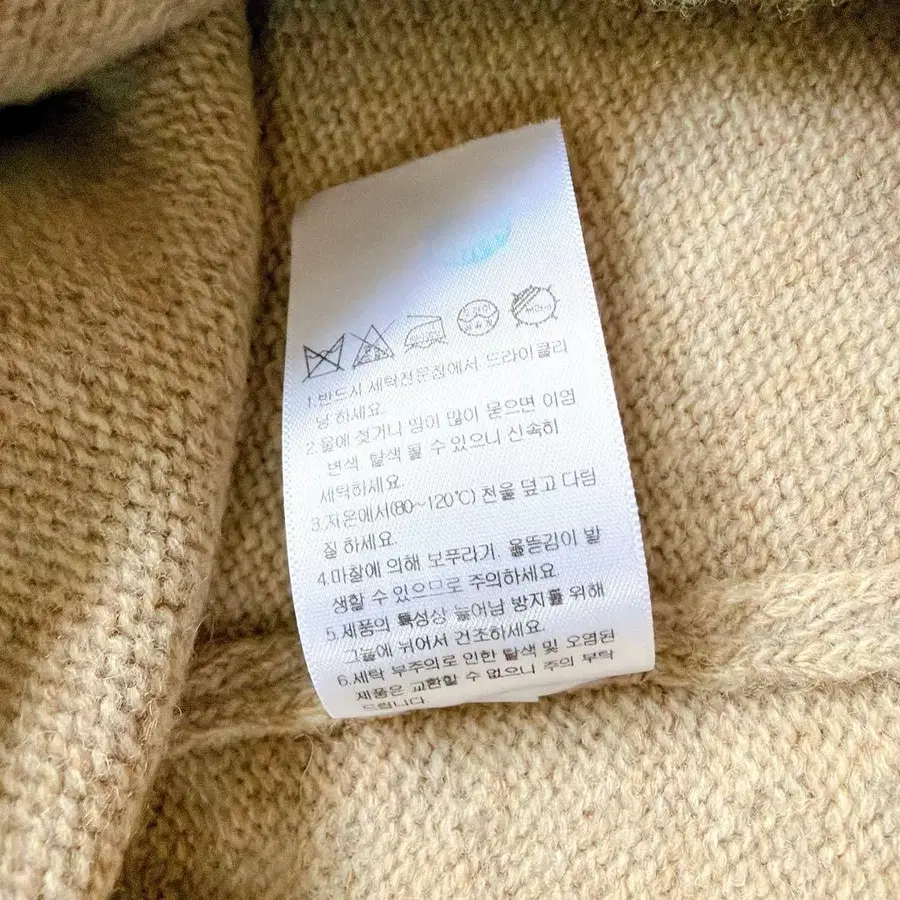 1.반드시 세탁전문점에서 드라이클리
닝 하세요.
2.물에 젖거나 땀이 많이 묻으면 이염
변색. 탈색 될 수 있으니 신속히
세탁하세요.
3.저온에서(80~120℃) 천을 덮고 다림
질 하세요.
4.마찰에 의해 보푸라기. 올뜯김이 발
생할 수 있으므로 주의하세요.
5.제품의 특성상 늘어남 방지를 위해
그늘에 뉘어서 건조하세요.
6.세탁 부주의로 인한 탈색 및 오염된
제품은 교환할 수 없으니 주의 부탁
드립니다.